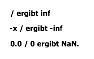 / ergibt inf
-x / ergibt -inf
0.0 / 0 ergibt NaN.